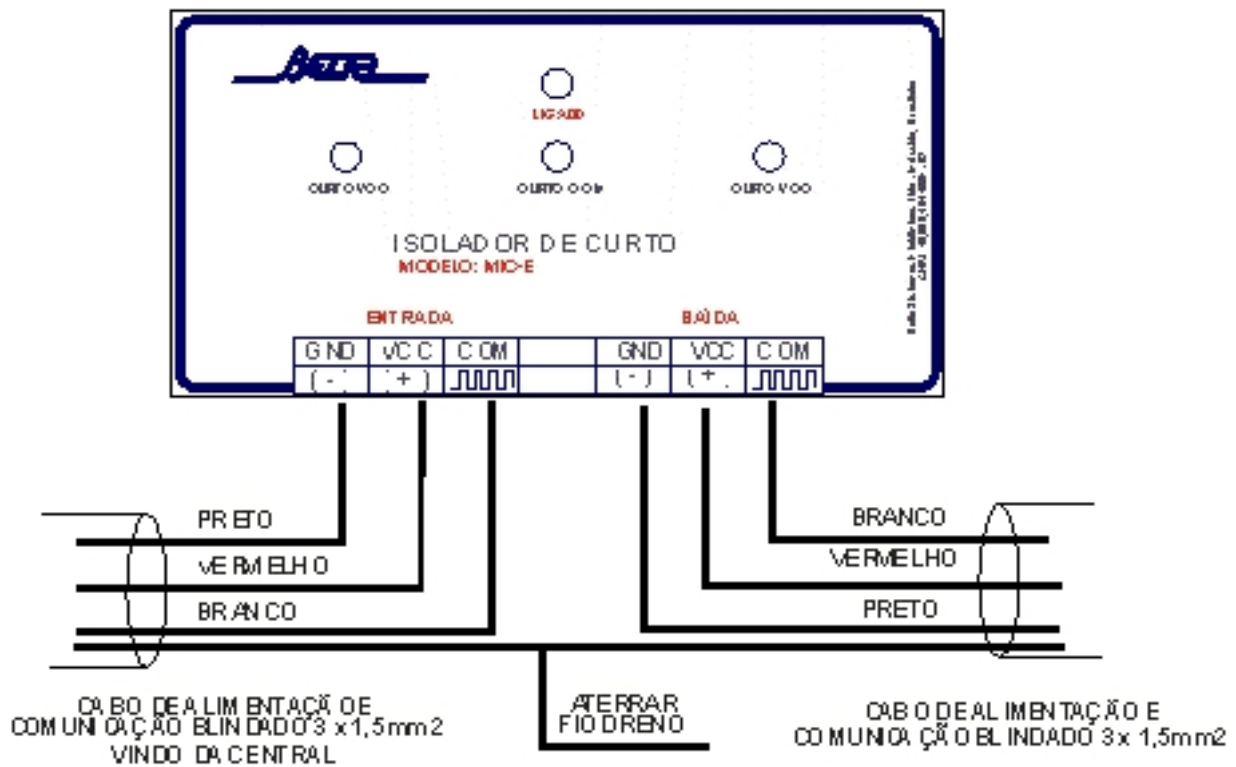 LIGADO
CURTO VCC CURTO COM CURTO VCC
ISOLADOR DE CURTO
MODELO: MIC-E
ENTRADA SAÍDA
GND VCC COM GND VCC COM
(-) (+) (-) (+)
PRETO
VERMELHO
BRANCO
BRANCO
VERMELHO
PRETO
CABO DE ALIMENTAÇÃO E
COMUNICAÇÃO BLINDADO 3 x 1,5mm2
VINDO DA CENTRAL
ATERRAR
FIO DRENO
CABO DE ALIMENTAÇÃO E
COMUNICAÇÃO BLINDADO 3 x 1,5mm2